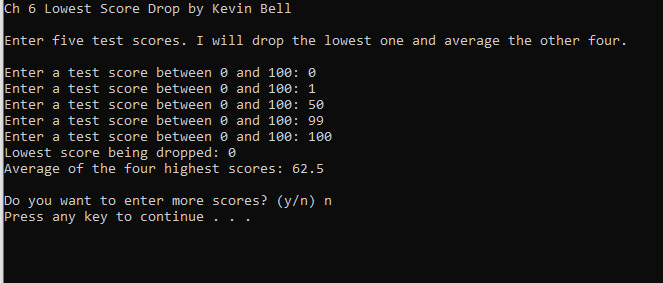 Ch 6 Lowest Score Drop by Kevin Bell
Enter five test scores. I will drop the lowest one and average the other four.
Enter a test score between 0 and 100: 0
Enter a test score between 0 and 100: 1
Enter a test score between 0 and 100: 50
Enter a test score between 0 and 100: 99
Enter a test score between 0 and 100: 100
Lowest score being dropped: 0
Average of the four highest scores: 62.5
Do you want to enter more scores? (y/n) n
Press any key to continue . . .